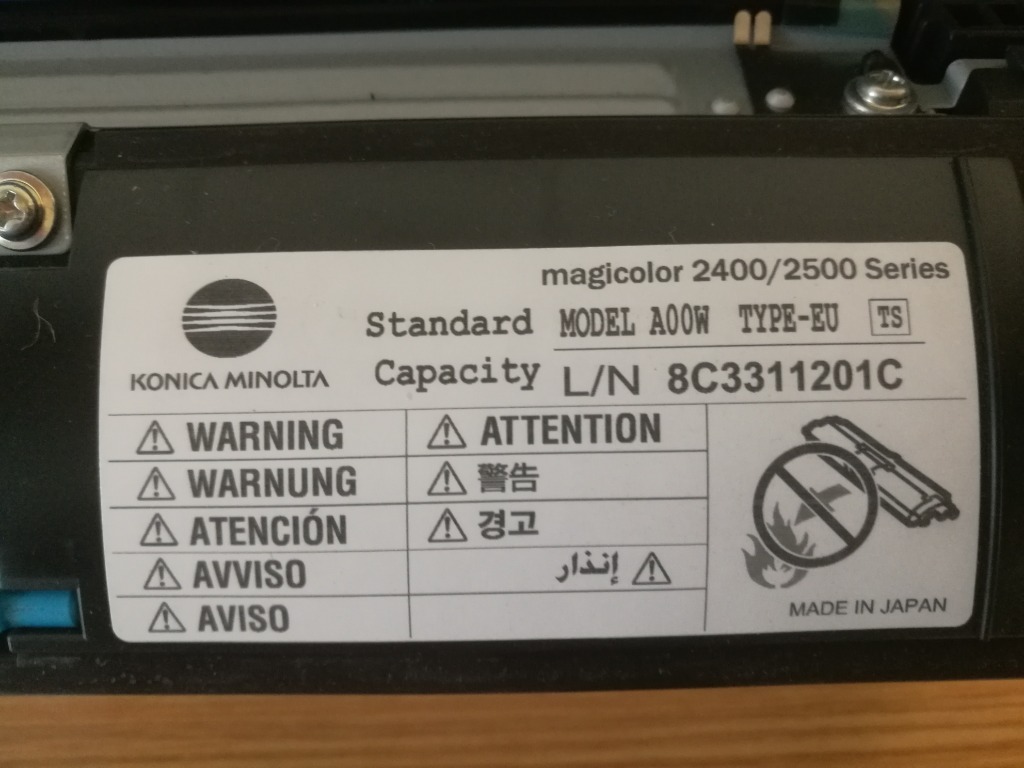 magicolor 2400/2500 Series
KONICA MINOLTA
Standard Capacity
MODEL A00W TYPE-EU TS
L/N 8C3311201C
WARNING
WARNUNG
ATENCIÓN
AVVISO
AVISO
ATTENTION
警告
경고
إنذار
MADE IN JAPAN